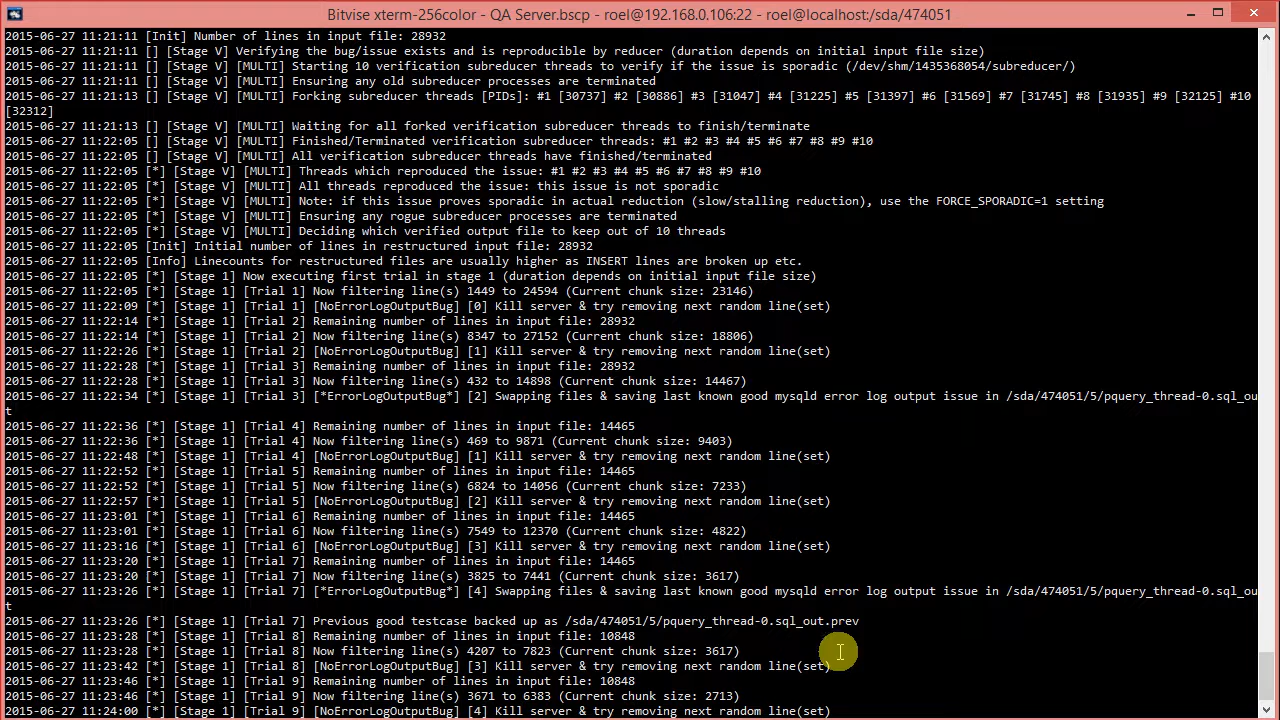 Bitvise xterm-256color - QA Server.bscp - roel@192.168.0.106:22 - roel@localhost:/sda/474051
2015-06-27 11:21:11 [Init] Number of lines in input file: 28932
2015-06-27 11:21:11 [] [Stage V] Verifying the bug/issue exists and is reproducible by reducer (duration depends on initial input file size)
2015-06-27 11:21:11 [] [Stage V] [MULTI] Starting 10 verification subreducer threads to verify if the issue is sporadic (/dev/shm/1435368054/subreducer/)
2015-06-27 11:21:11 [] [Stage V] [MULTI] Ensuring any old subreducer processes are terminated
2015-06-27 11:21:13 [] [Stage V] [MULTI] Forking subreducer threads [PIDs]: #1 [30737] #2 [30886] #3 [31047] #4 [31225] #5 [31397] #6 [31569] #7 [31745] #8 [31935] #9 [32125] #10
[32312]
2015-06-27 11:21:13 [] [Stage V] [MULTI] Waiting for all forked verification subreducer threads to finish/terminate
2015-06-27 11:22:05 [] [Stage V] [MULTI] Finished/Terminated verification subreducer threads: #1 #2 #3 #4 #5 #6 #7 #8 #9 #10
2015-06-27 11:22:05 [] [Stage V] [MULTI] All verification subreducer threads have finished/terminated
2015-06-27 11:22:05 [*] [Stage V] [MULTI] Threads which reproduced the issue: #1 #2 #3 #4 #5 #6 #7 #8 #9 #10
2015-06-27 11:22:05 [*] [Stage V] [MULTI] All threads reproduced the issue: this issue is not sporadic
2015-06-27 11:22:05 [*] [Stage V] [MULTI] Note: if this issue proves sporadic in actual reduction (slow/stalling reduction), use the FORCE_SPORADIC=1 setting
2015-06-27 11:22:05 [*] [Stage V] [MULTI] Ensuring any rogue subreducer processes are terminated
2015-06-27 11:22:05 [*] [Stage V] [MULTI] Deciding which verified output file to keep out of 10 threads
2015-06-27 11:22:05 [Init] Initial number of lines in restructured input file: 28932
2015-06-27 11:22:05 [Info] Linecounts for restructured files are usually higher as INSERT lines are broken up etc.
2015-06-27 11:22:05 [*] [Stage 1] Now executing first trial in stage 1 (duration depends on initial input file size)
2015-06-27 11:22:05 [*] [Stage 1] [Trial 1] Now filtering line(s) 1449 to 24594 (Current chunk size: 23146)
2015-06-27 11:22:09 [*] [Stage 1] [Trial 1] [NoErrorLogOutputBug] [0] Kill server & try removing next random line(set)
2015-06-27 11:22:14 [*] [Stage 1] [Trial 2] Remaining number of lines in input file: 28932
2015-06-27 11:22:14 [*] [Stage 1] [Trial 2] Now filtering line(s) 8347 to 27152 (Current chunk size: 18806)
2015-06-27 11:22:26 [*] [Stage 1] [Trial 2] [NoErrorLogOutputBug] [1] Kill server & try removing next random line(set)
2015-06-27 11:22:28 [*] [Stage 1] [Trial 3] Remaining number of lines in input file: 28932
2015-06-27 11:22:28 [*] [Stage 1] [Trial 3] Now filtering line(s) 432 to 14898 (Current chunk size: 14467)
2015-06-27 11:22:34 [*] [Stage 1] [Trial 3] [*ErrorLogOutputBug*] [2] Swapping files & saving last known good mysqld error log output issue in /sda/474051/5/pquery_thread-0.sql_ou
t
2015-06-27 11:22:36 [*] [Stage 1] [Trial 4] Remaining number of lines in input file: 14465
2015-06-27 11:22:36 [*] [Stage 1] [Trial 4] Now filtering line(s) 469 to 9871 (Current chunk size: 9403)
2015-06-27 11:22:48 [*] [Stage 1] [Trial 4] [NoErrorLogOutputBug] [1] Kill server & try removing next random line(set)
2015-06-27 11:22:52 [*] [Stage 1] [Trial 5] Remaining number of lines in input file: 14465
2015-06-27 11:22:52 [*] [Stage 1] [Trial 5] Now filtering line(s) 6824 to 14056 (Current chunk size: 7233)
2015-06-27 11:22:57 [*] [Stage 1] [Trial 5] [NoErrorLogOutputBug] [2] Kill server & try removing next random line(set)
2015-06-27 11:23:01 [*] [Stage 1] [Trial 6] Remaining number of lines in input file: 14465
2015-06-27 11:23:01 [*] [Stage 1] [Trial 6] Now filtering line(s) 7549 to 12370 (Current chunk size: 4822)
2015-06-27 11:23:16 [*] [Stage 1] [Trial 6] [NoErrorLogOutputBug] [3] Kill server & try removing next random line(set)
2015-06-27 11:23:20 [*] [Stage 1] [Trial 7] Remaining number of lines in input file: 14465
2015-06-27 11:23:20 [*] [Stage 1] [Trial 7] Now filtering line(s) 3825 to 7441 (Current chunk size: 3617)
2015-06-27 11:23:26 [*] [Stage 1] [Trial 7] [*ErrorLogOutputBug*] [4] Swapping files & saving last known good mysqld error log output issue in /sda/474051/5/pquery_thread-0.sql_ou
t
2015-06-27 11:23:26 [*] [Stage 1] [Trial 7] Previous good testcase backed up as /sda/474051/5/pquery_thread-0.sql_out.prev
2015-06-27 11:23:28 [*] [Stage 1] [Trial 8] Remaining number of lines in input file: 10848
2015-06-27 11:23:28 [*] [Stage 1] [Trial 8] Now filtering line(s) 4207 to 7823 (Current chunk size: 3617)
2015-06-27 11:23:42 [*] [Stage 1] [Trial 8] [NoErrorLogOutputBug] [3] Kill server & try removing next random line(set)
2015-06-27 11:23:46 [*] [Stage 1] [Trial 9] Remaining number of lines in input file: 10848
2015-06-27 11:23:46 [*] [Stage 1] [Trial 9] Now filtering line(s) 3671 to 6383 (Current chunk size: 2713)
2015-06-27 11:24:00 [*] [Stage 1] [Trial 9] [NoErrorLogOutputBug] [4] Kill server & try removing next random line(set)